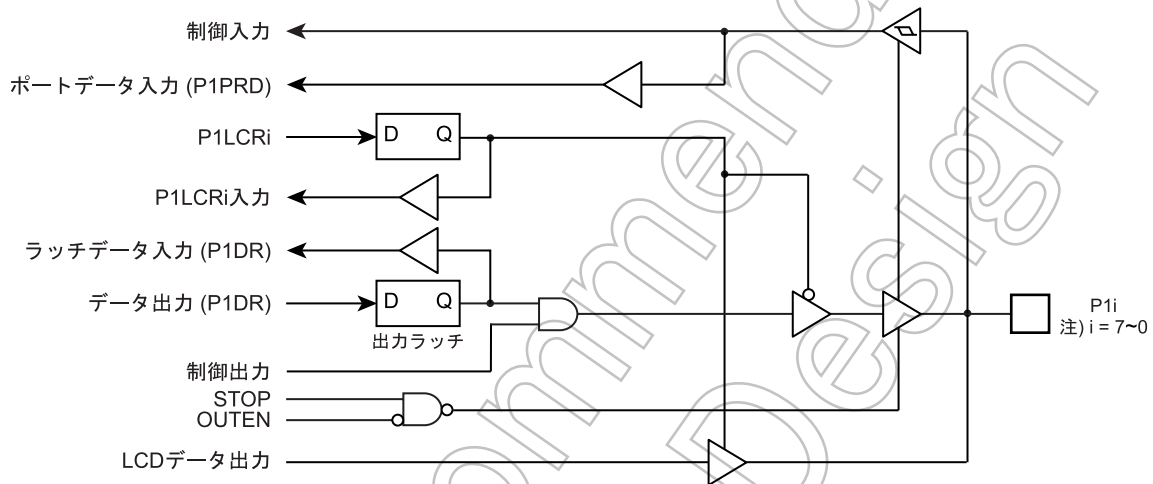 制御入力
ポートデータ入力 (P1PRD)
P1LCRi
D Q
P1LCRi入力
ラッチデータ入力 (P1DR)
データ出力 (P1DR)
D Q
出力ラッチ
P1i
注) i = 7~0
制御出力
STOP
OUTEN
LCDデータ出力
ommend
Design